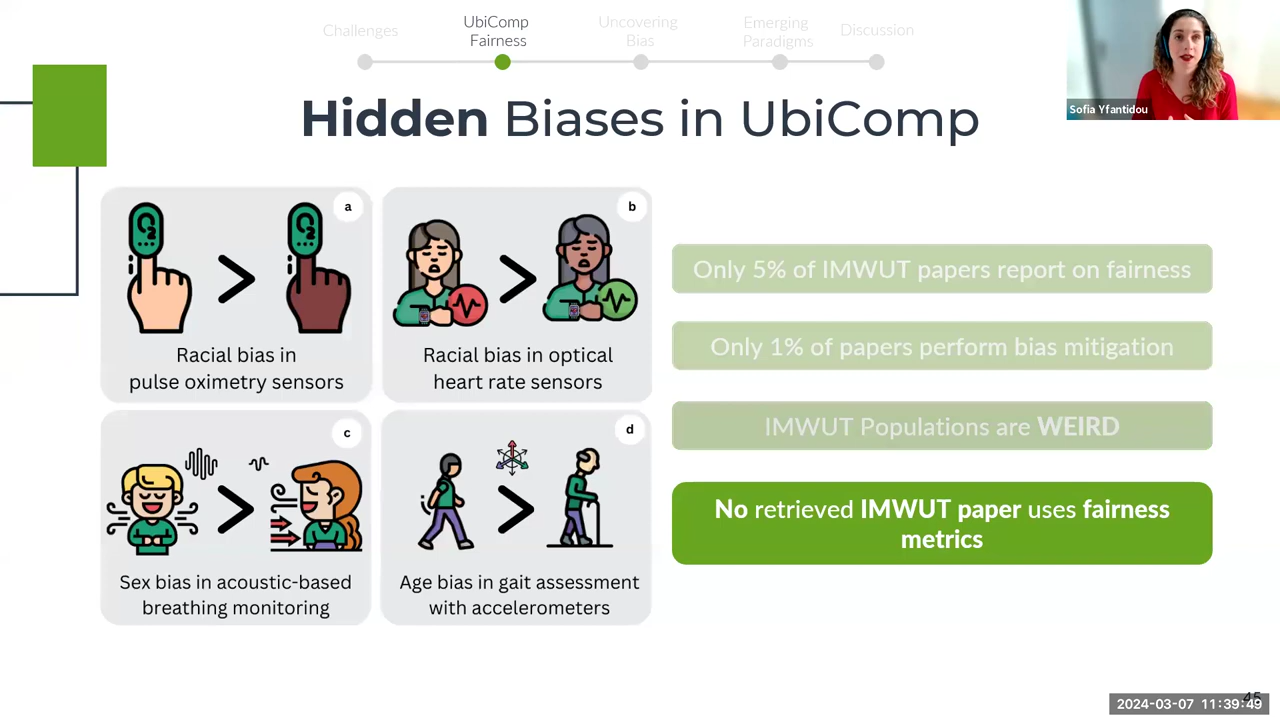 Challenges
UbiComp
Fairness
Uncovering
Bias
Emerging
Paradigms
Discussion
Sofia Yfantidou
Hidden Biases in UbiComp
a
Racial bias in
pulse oximetry sensors
b
Racial bias in optical
heart rate sensors
c
Sex bias in acoustic-based
breathing monitoring
d
Age bias in gait assessment
with accelerometers
Only 5% of IMWUT papers report on fairness
Only 1% of papers perform bias mitigation
IMWUT Populations are WEIRD
No retrieved IMWUT paper uses fairness
metrics
45
2024-03-07 11:39:49